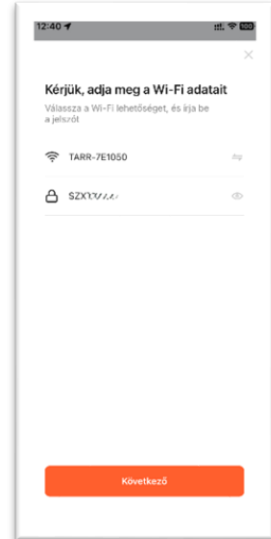 12:40
100
Kérjük, adja meg a Wi-Fi adatait
Válassza a Wi-Fi lehetőséget, és írja be
a jelszót
TARR-7E1050
Következő